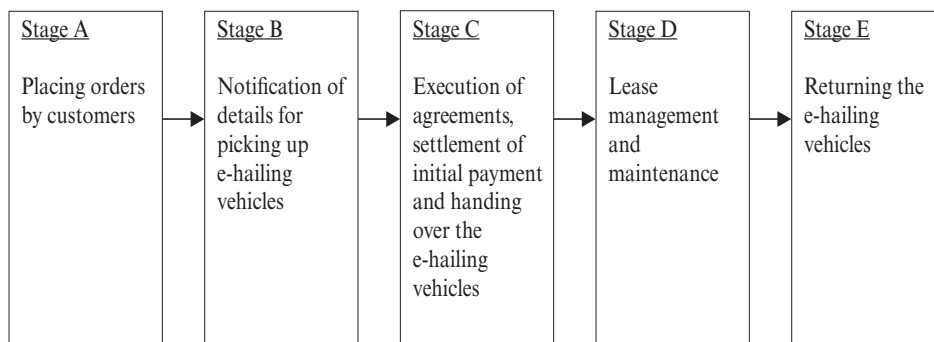 Stage A
Placing orders
by customers
Stage B
Notification of
details for
picking up
e-hailing
vehicles
Stage C
Execution of
agreements,
settlement of
initial payment
and handing
over the
e-hailing
vehicles
Stage D
Lease
management
and
maintenance
Stage E
Returning the
e-hailing
vehicles